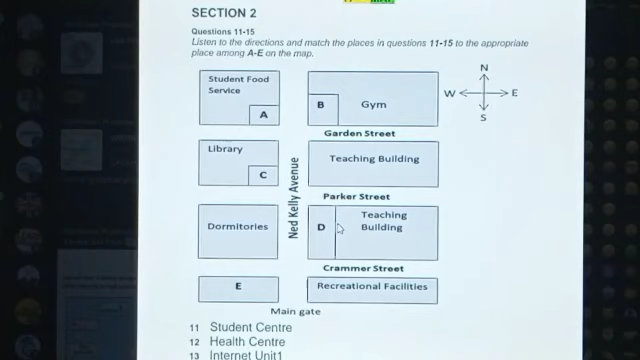 SECTION 2
Questions 11-15
Listen to the directions and match the places in questions 11-15 to the appropriate
place among A-E on the map.
N
W
E
S
Student Food
Service
A
B
Gym
Garden Street
Library
C
Teaching Building
Ned Kelly Avenue
Parker Street
Dormitories
D
Teaching
Building
Crammer Street
E
Recreational Facilities
Main gate
11 Student Centre
12 Health Centre
13 Internet Unit1